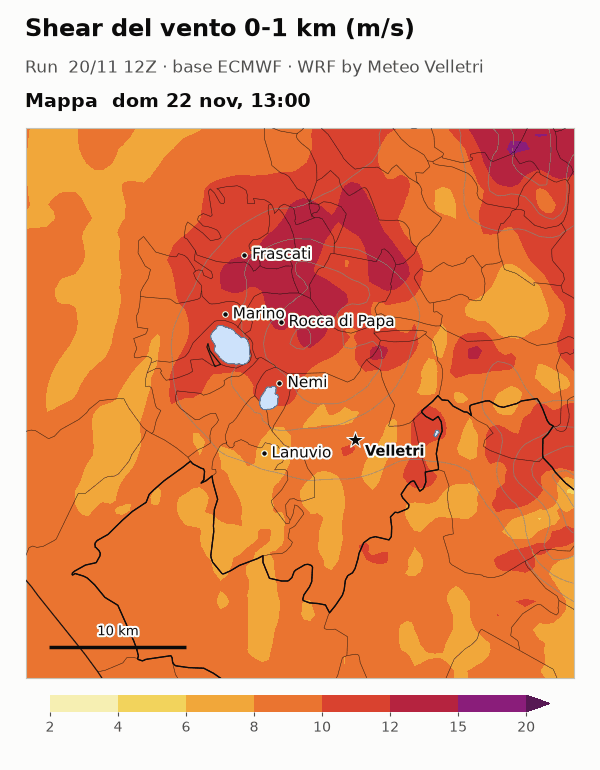 Shear del vento 0-1 km (m/s)
Run  20/11 12Z · base ECMWF · WRF by Meteo Velletri
Mappa  dom 22 nov, 13:00
Frascati
Marino
Rocca di Papa
Nemi
Velletri
Lanuvio
10 km
2 4 6 8 10 12 15 20